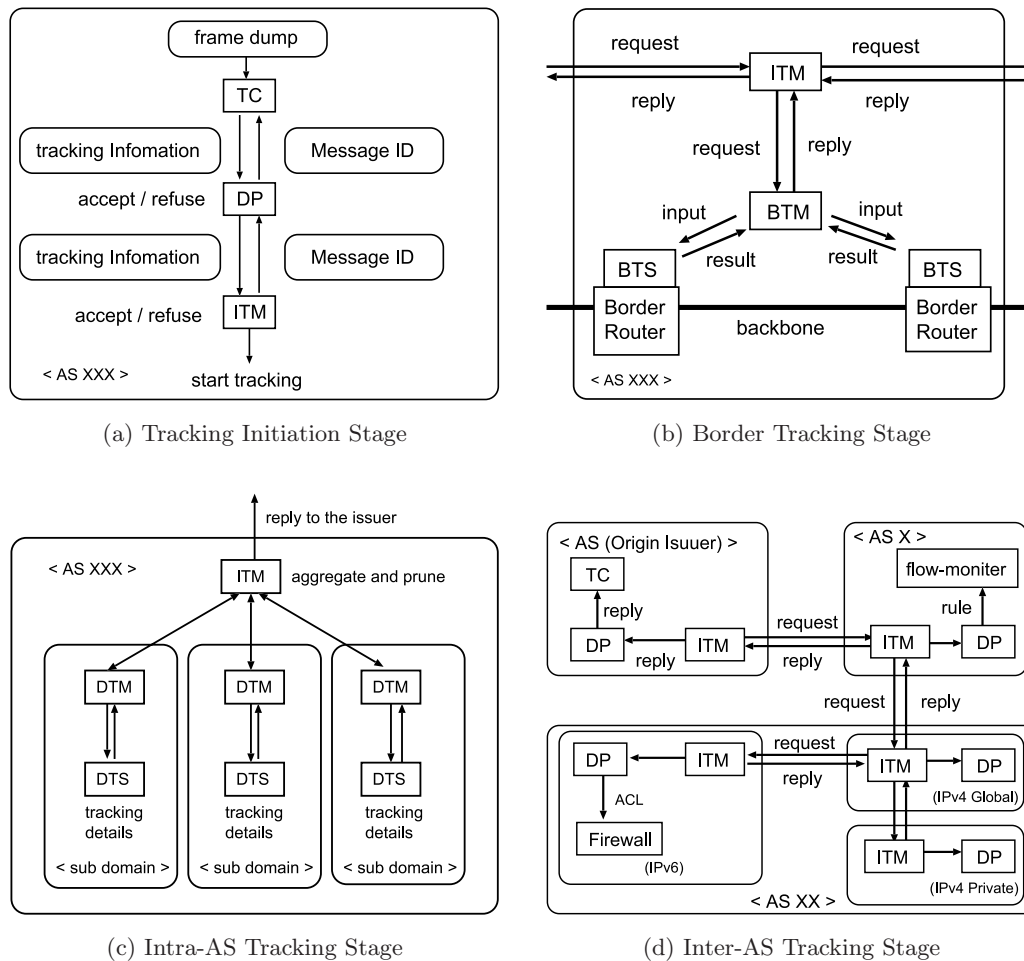 frame dump
TC
tracking Infomation
Message ID
accept / refuse
DP
tracking Infomation
Message ID
accept / refuse
ITM
start tracking
< AS XXX >
(a) Tracking Initiation Stage
request
request
ITM
reply
reply
request
reply
input
BTM
input
BTS
result
result
BTS
Border
Router
backbone
Border
Router
< AS XXX >
(b) Border Tracking Stage
reply to the issuer
< AS XXX >
ITM
aggregate and prune
DTM
DTM
DTM
DTS
DTS
DTS
tracking
details
tracking
details
tracking
details
< sub domain >
< sub domain >
< sub domain >
(c) Intra-AS Tracking Stage
< AS (Origin Isuuer) >
TC
reply
DP
reply
ITM
request
reply
< AS X >
flow-moniter
rule
ITM
DP
request
reply
DP
ITM
request
reply
ACL
Firewall
(IPv6)
ITM
DP
(IPv4 Global)
ITM
DP
(IPv4 Private)
< AS XX >
(d) Inter-AS Tracking Stage